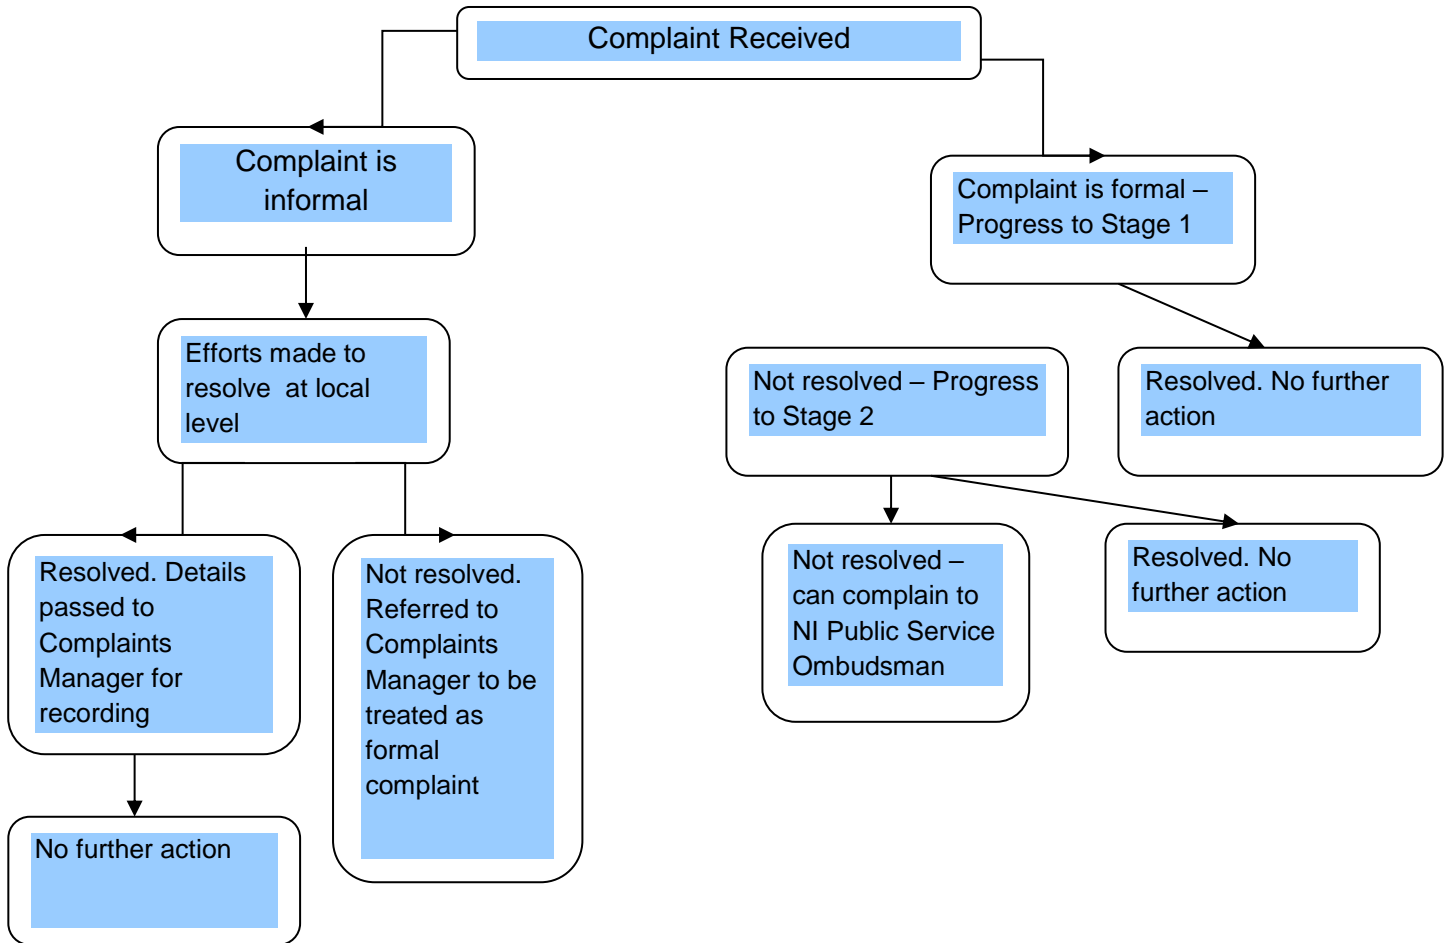 Complaint Received
Complaint is
informal
Complaint is formal –
Progress to Stage 1
Efforts made to
resolve  at local
level
Not resolved – Progress
to Stage 2
Resolved. No further
action
Resolved. Details
passed to
Complaints
Manager for
recording
Not resolved.
Referred to
Complaints
Manager to be
treated as
formal
complaint
Not resolved –
can complain to
NI Public Service
Ombudsman
Resolved. No
further action
No further action